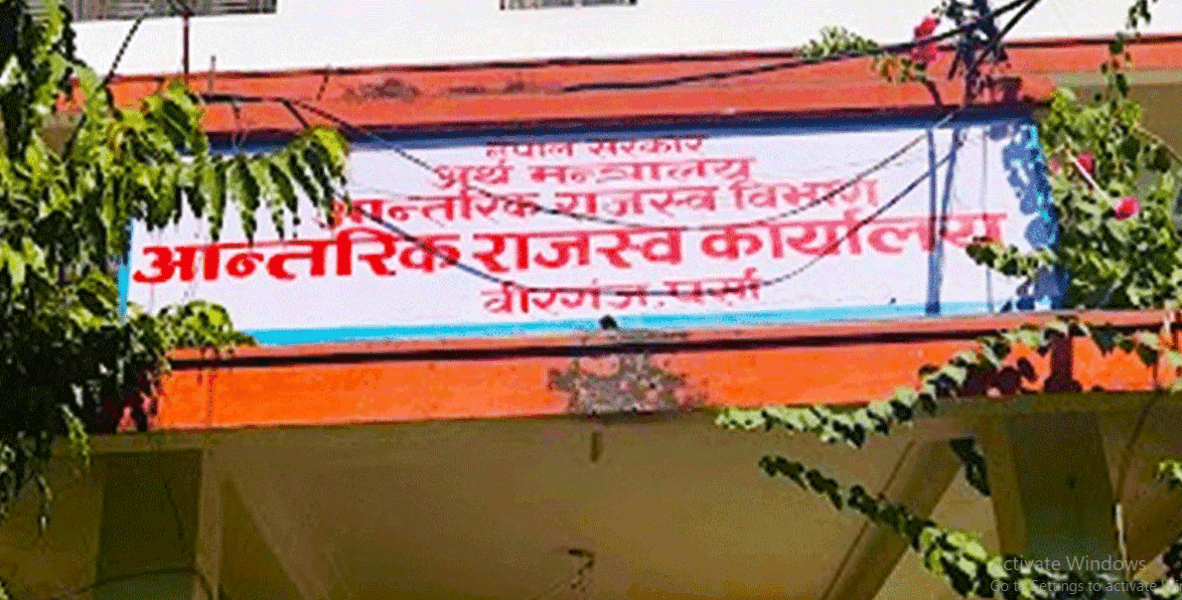 नेपाल सरकार
अर्थ मन्त्रालय
आन्तरिक राजस्व विभाग
आन्तरिक राजस्व कार्यालय
वीरगंज, पर्सा
Activate Windows
Go to Settings to activate Wi